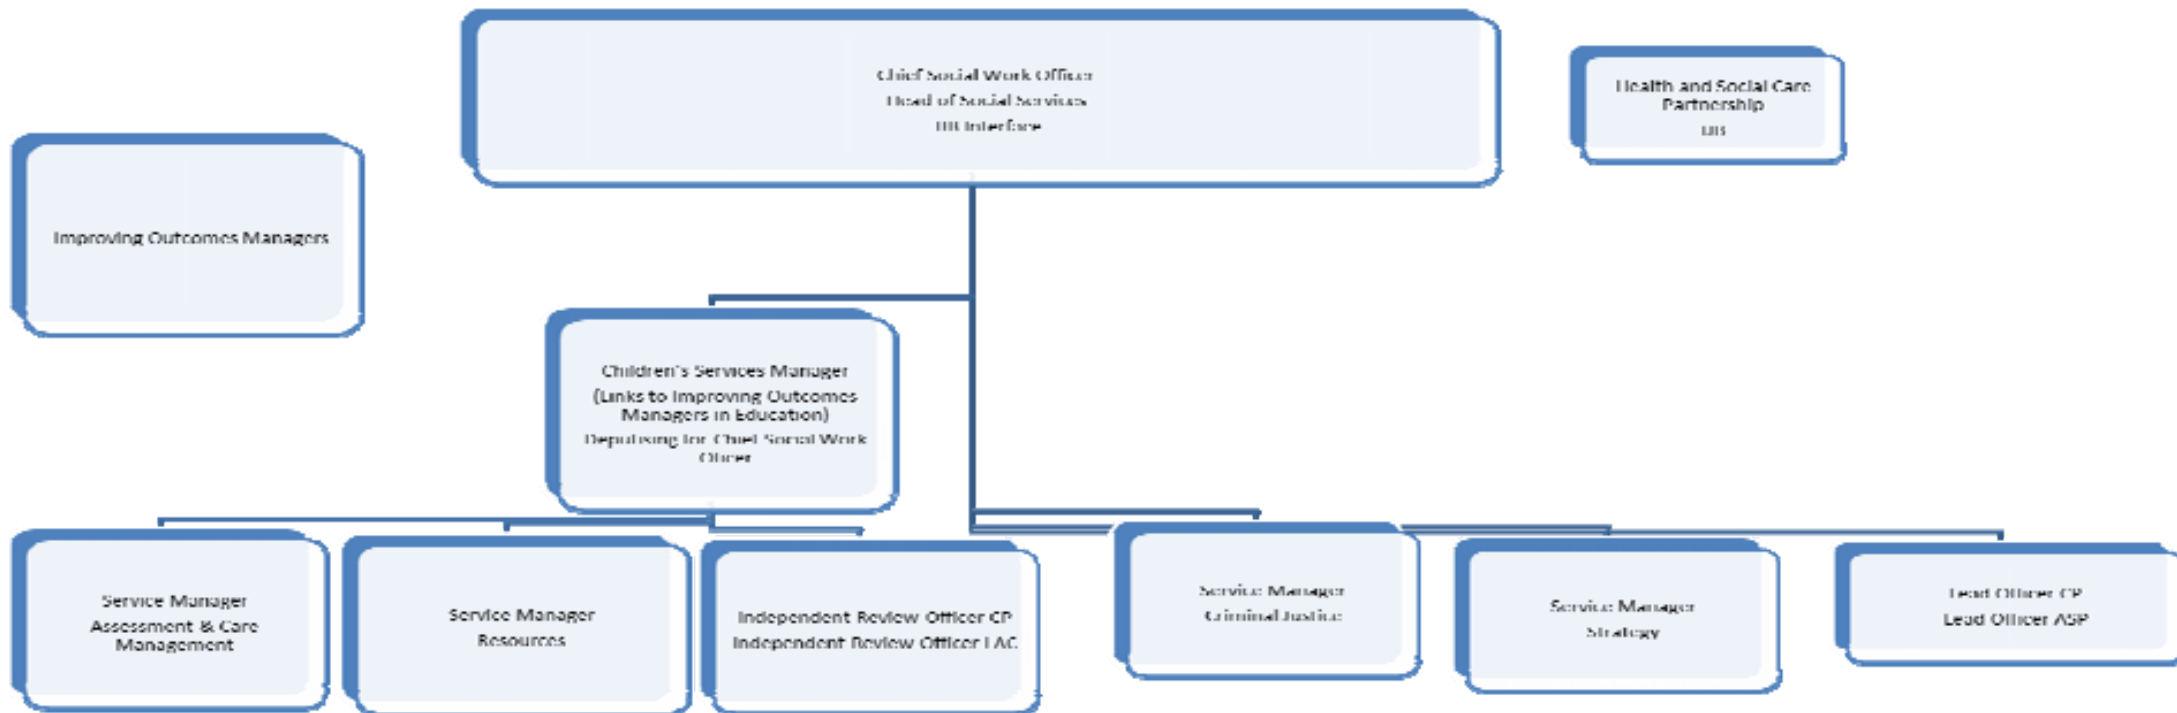 Chief Social Work Officer
Head of Social Services
IJB Interface
Health and Social Care
Partnership
IJB
Improving Outcomes Managers
Children's Services Manager
(Links to Improving Outcomes
Managers in Education)
Deputising for Chief Social Work
Officer
Service Manager
Assessment & Care
Management
Service Manager
Resources
Independent Review Officer CP
Independent Review Officer LAC
Service Manager
Criminal Justice
Service Manager
Strategy
Lead Officer CP
Lead Officer ASP